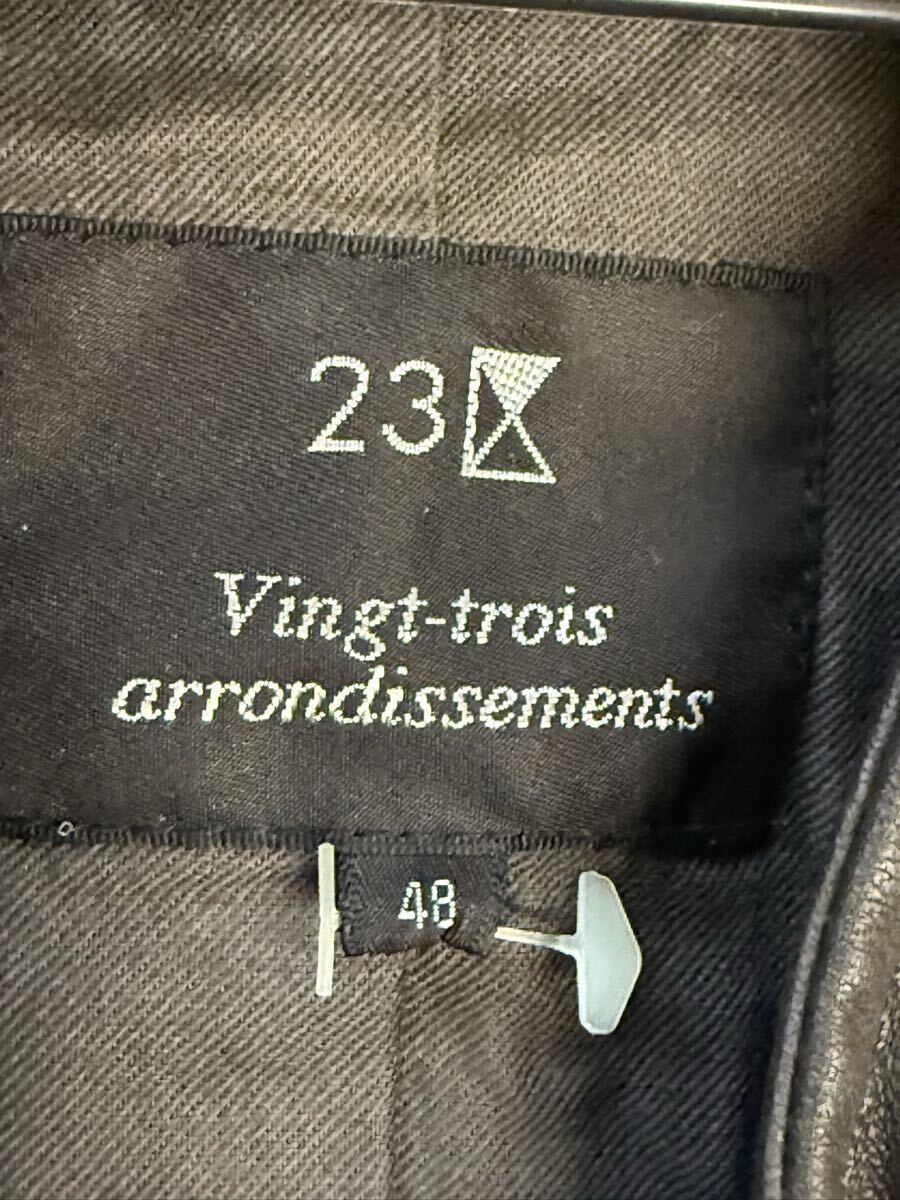 23
Vingt-trois
arrondissements
48